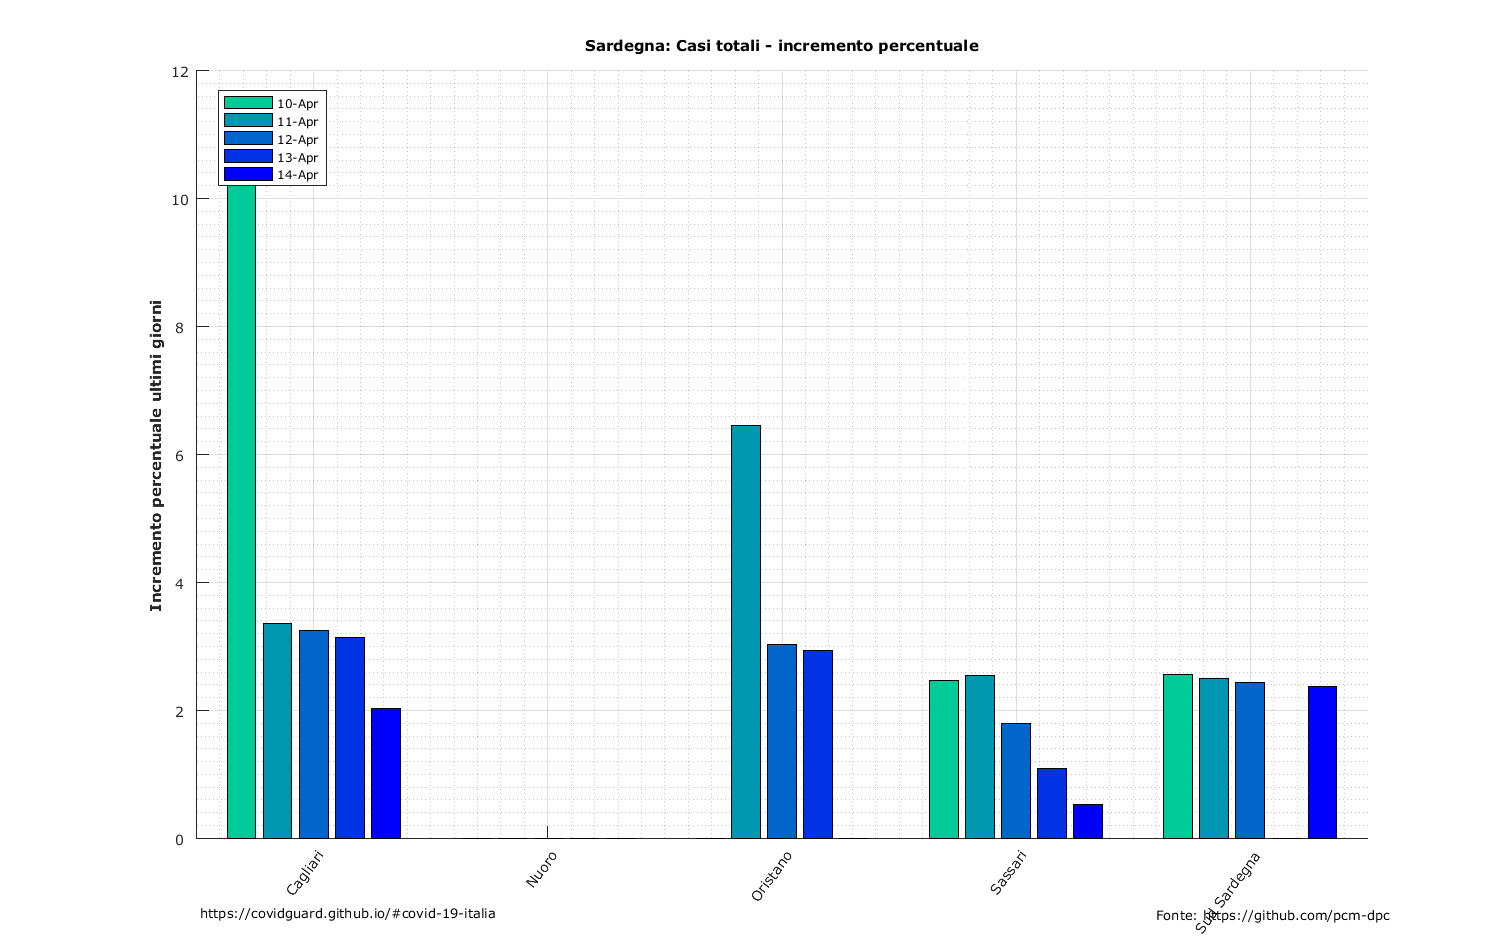 Sardegna: Casi totali - incremento percentuale
12
10
8
6
4
2
0
Incremento percentuale ultimi giorni
10-Apr
11-Apr
12-Apr
13-Apr
14-Apr
Cagliari
Nuoro
Oristano
Sassari
Sud Sardegna
https://covidguard.github.io/#covid-19-italia
Fonte: https://github.com/pcm-dpc